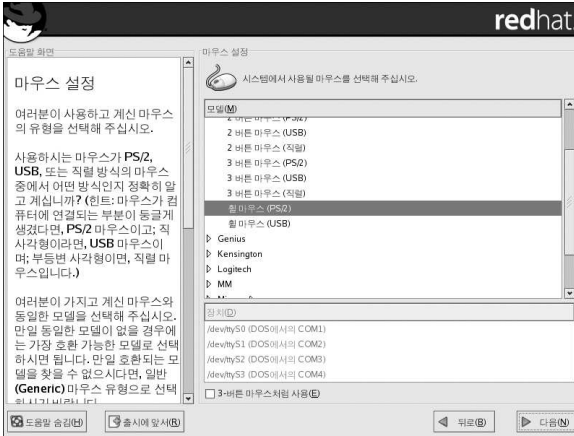 redhat
도움말 화면
마우스 설정
여러분이 사용하고 계신 마우스
의 유형을 선택해 주십시오.
사용하시는 마우스가 PS/2,
USB, 또는 직렬 방식의 마우스
중에서 어떤 방식인지 정확히 알
고 계십니까? (힌트: 마우스가 컴
퓨터에 연결되는 부분이 둥글게
생겼다면, PS/2 마우스이고; 직
사각형이라면, USB 마우스이
며; 부등변 사각형이면, 직렬 마
우스입니다.)
여러분이 가지고 계신 마우스와
동일한 모델을 선택해 주십시오.
만일 동일한 모델이 없을 경우에
는 가장 호환 가능한 모델로 선택
하시면 됩니다. 만일 호환되는 모
델을 찾을 수 없으시다면, 일반
(Generic) 마우스 유형으로 선택
하시기 바랍니다
마우스 설정
시스템에서 사용될 마우스를 선택해 주십시오.
모델(M)
2 버튼 마우스 (PS/2)
2 버튼 마우스 (USB)
2 버튼 마우스 (직렬)
3 버튼 마우스 (PS/2)
3 버튼 마우스 (USB)
3 버튼 마우스 (직렬)
휠 마우스 (PS/2)
휠 마우스 (USB)
Genius
Kensington
Logitech
MM
장치(D)
/dev/ttyS0 (DOS에서의 COM1)
/dev/ttyS1 (DOS에서의 COM2)
/dev/ttyS2 (DOS에서의 COM3)
/dev/ttyS3 (DOS에서의 COM4)
3-버튼 마우스처럼 사용(E)
도움말 숨김(H)
출시에 앞서(R)
뒤로(B)
다음(N)